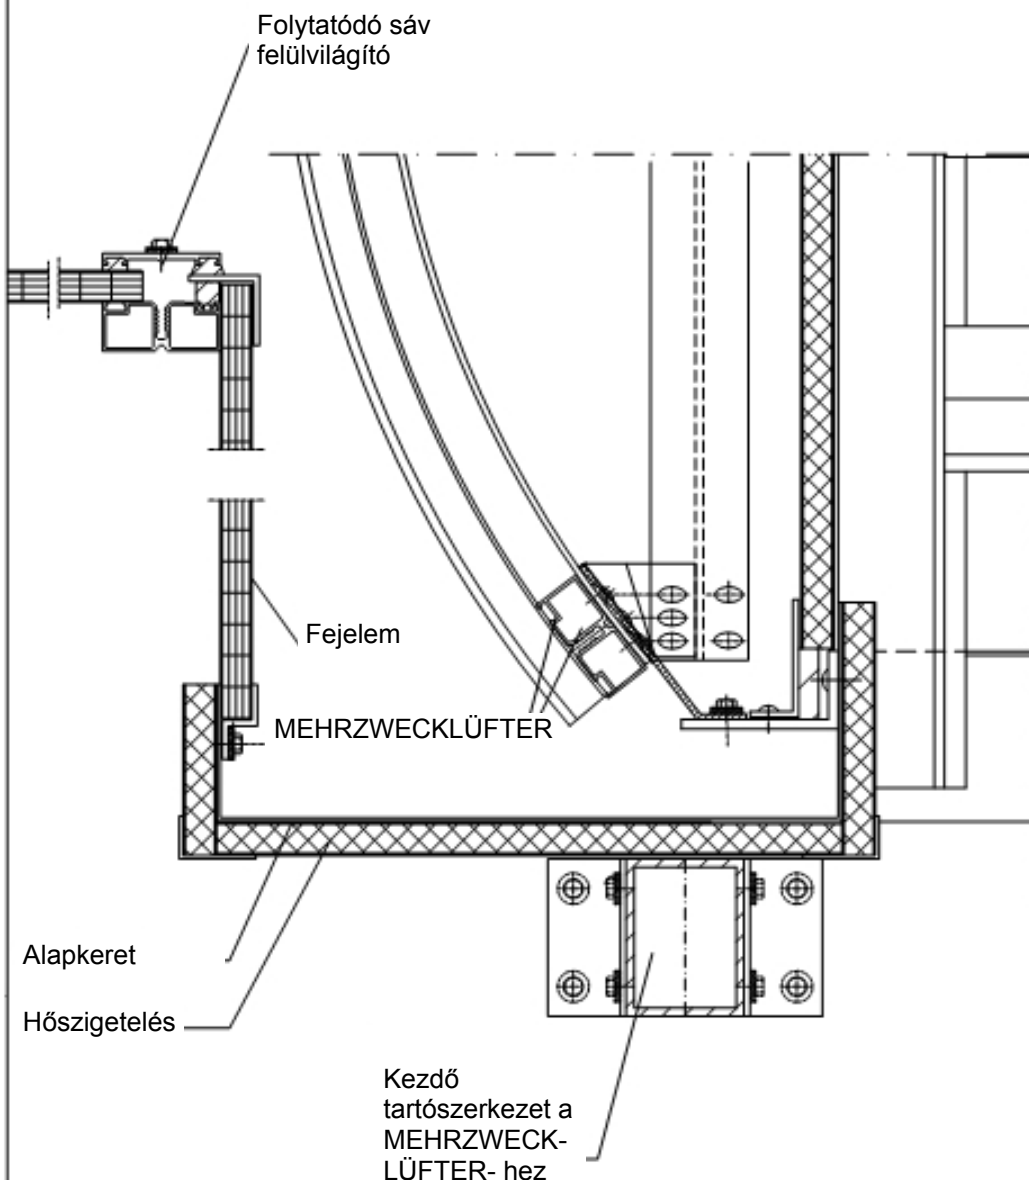 Folytatódó sáv
felülvilágító
Fejelem
MEHRZWECKLÜFTER
Alapkeret
Hőszigetelés
Kezdő
tartószerkezet a
MEHRZWECK-
LÜFTER- hez